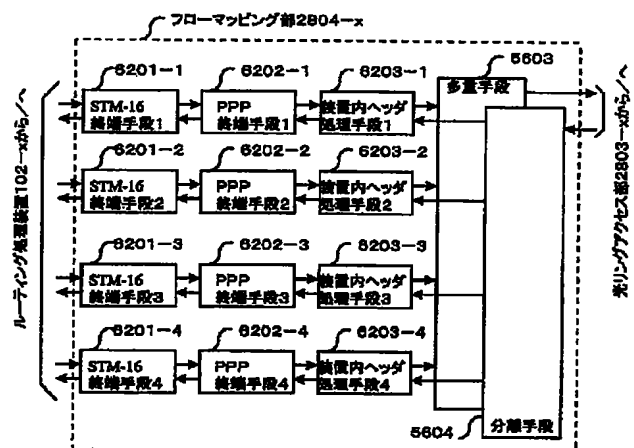 フローマッピング部2804-x
6201-1
6202-1
6203-1
5603
STM-16
終端手段1
PPP
終端手段1
装置内ヘッダ
処理手段1
多重手段
6201-2
6202-2
6203-2
STM-16
終端手段2
PPP
終端手段2
装置内ヘッダ
処理手段2
6201-3
6202-3
6203-3
STM-16
終端手段3
PPP
終端手段3
装置内ヘッダ
処理手段3
6201-4
6202-4
6203-4
STM-16
終端手段4
PPP
終端手段4
装置内ヘッダ
処理手段4
5604
分離手段
ルーティング処理装置102-xから/へ
光リングアクセス部2803-xから/へ